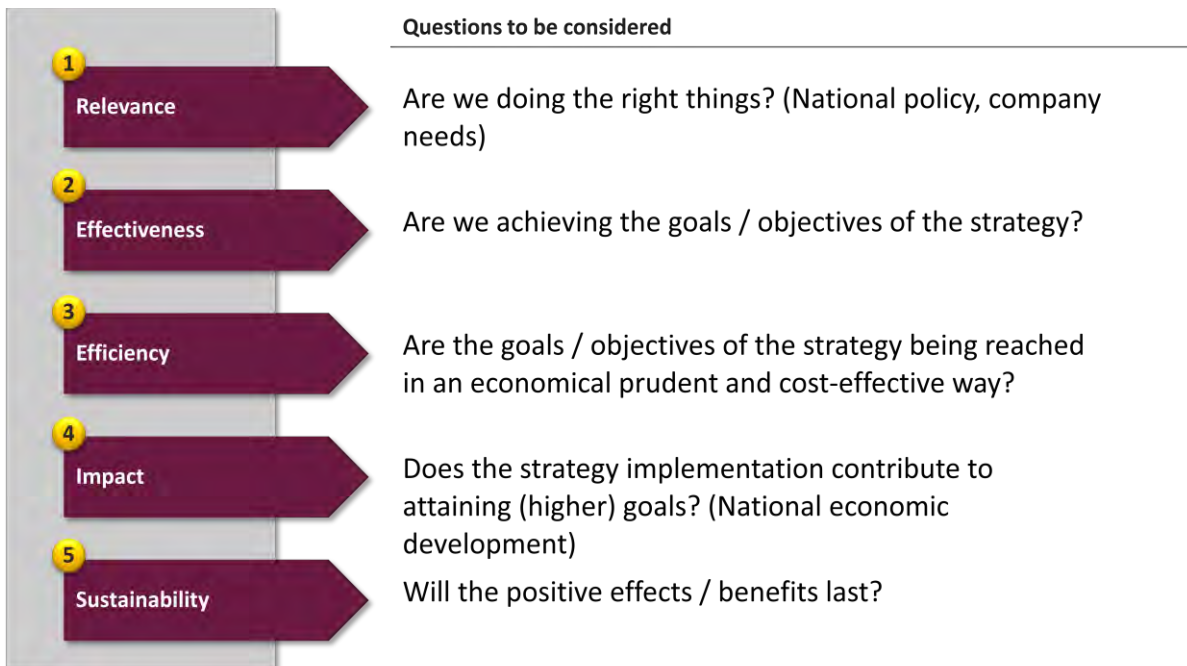 Questions to be considered
1
Relevance
Are we doing the right things? (National policy, company
needs)
2
Effectiveness
Are we achieving the goals / objectives of the strategy?
3
Efficiency
Are the goals / objectives of the strategy being reached
in an economical prudent and cost-effective way?
4
Impact
Does the strategy implementation contribute to
attaining (higher) goals? (National economic
development)
5
Sustainability
Will the positive effects / benefits last?